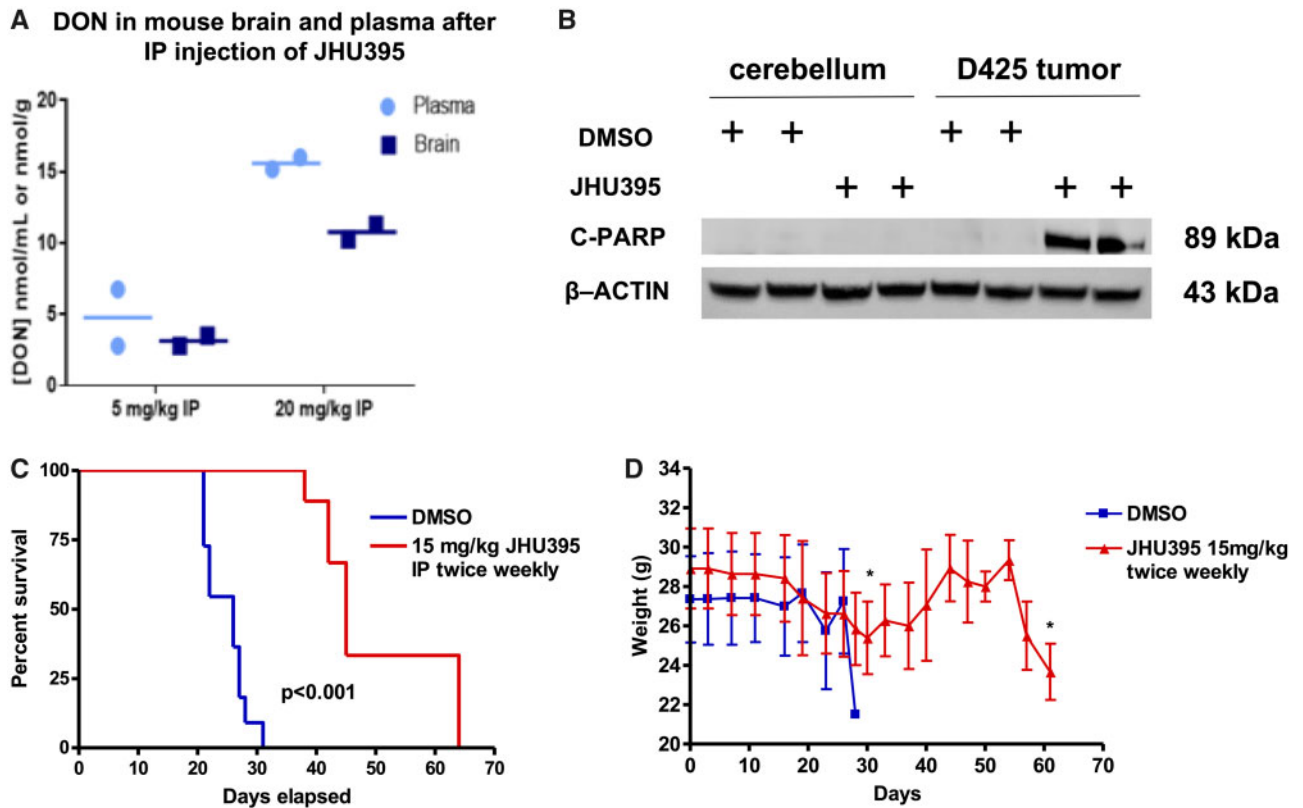 A DON in mouse brain and plasma after
IP injection of JHU395
[DON] nmol/mL or nmol/g
20
15
10
5
0
Plasma
Brain
5 mg/kg IP
20 mg/kg IP
B
cerebellum
D425 tumor
DMSO + + + +
JHU395 + + + +
C-PARP
89 kDa
β–ACTIN
43 kDa
C
Percent survival
100
75
50
25
0
DMSO
15 mg/kg JHU395
IP twice weekly
p<0.001
0 10 20 30 40 50 60 70
Days elapsed
D
Weight (g)
34
32
30
28
26
24
22
20
DMSO
JHU395 15mg/kg
twice weekly
*
*
0 10 20 30 40 50 60 70
Days